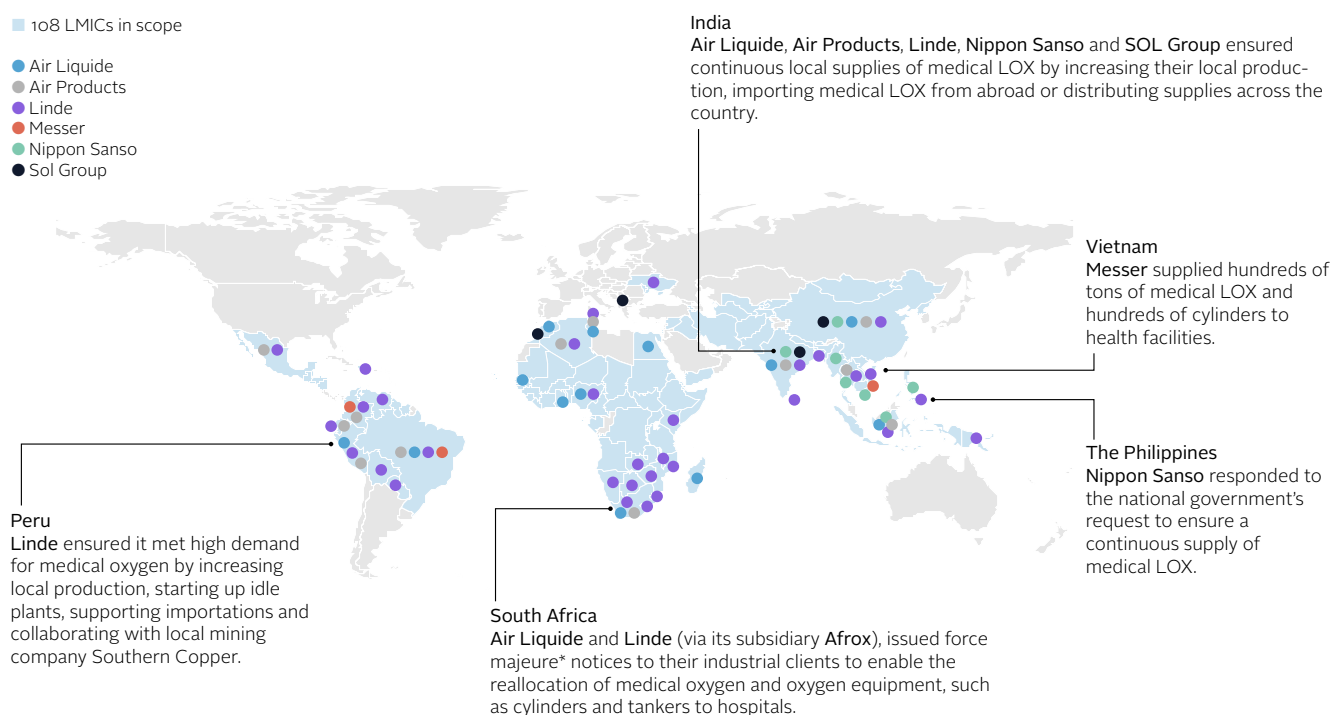 108 LMICs in scope
Air Liquide
Air Products
Linde
Messer
Nippon Sanso
Sol Group
India
Air Liquide, Air Products, Linde, Nippon Sanso and SOL Group ensured
continuous local supplies of medical LOX by increasing their local produc-
tion, importing medical LOX from abroad or distributing supplies across the
country.
Vietnam
Messer supplied hundreds of
tons of medical LOX and
hundreds of cylinders to
health facilities.
The Philippines
Nippon Sanso responded to
the national government’s
request to ensure a
continuous supply of
medical LOX.
Peru
Linde ensured it met high demand
for medical oxygen by increasing
local production, starting up idle
plants, supporting importations and
collaborating with local mining
company Southern Copper.
South Africa
Air Liquide and Linde (via its subsidiary Afrox), issued force
majeure* notices to their industrial clients to enable the
reallocation of medical oxygen and oxygen equipment, such
as cylinders and tankers to hospitals.